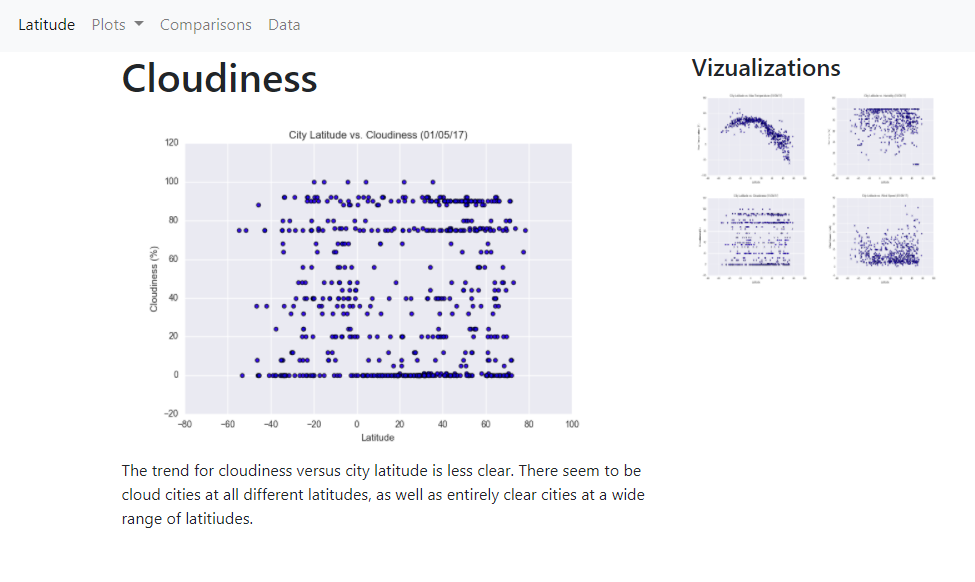 Latitude Plots Comparisons Data
Cloudiness
City Latitude vs. Cloudiness (01/05/17)
120
100
80
60
40
20
0
−20
Cloudiness (%)
−80 −60 −40 −20 0 20 40 60 80 100
Latitude
The trend for cloudiness versus city latitude is less clear. There seem to be
cloud cities at all different latitudes, as well as entirely clear cities at a wide
range of latitiudes.
Vizualizations